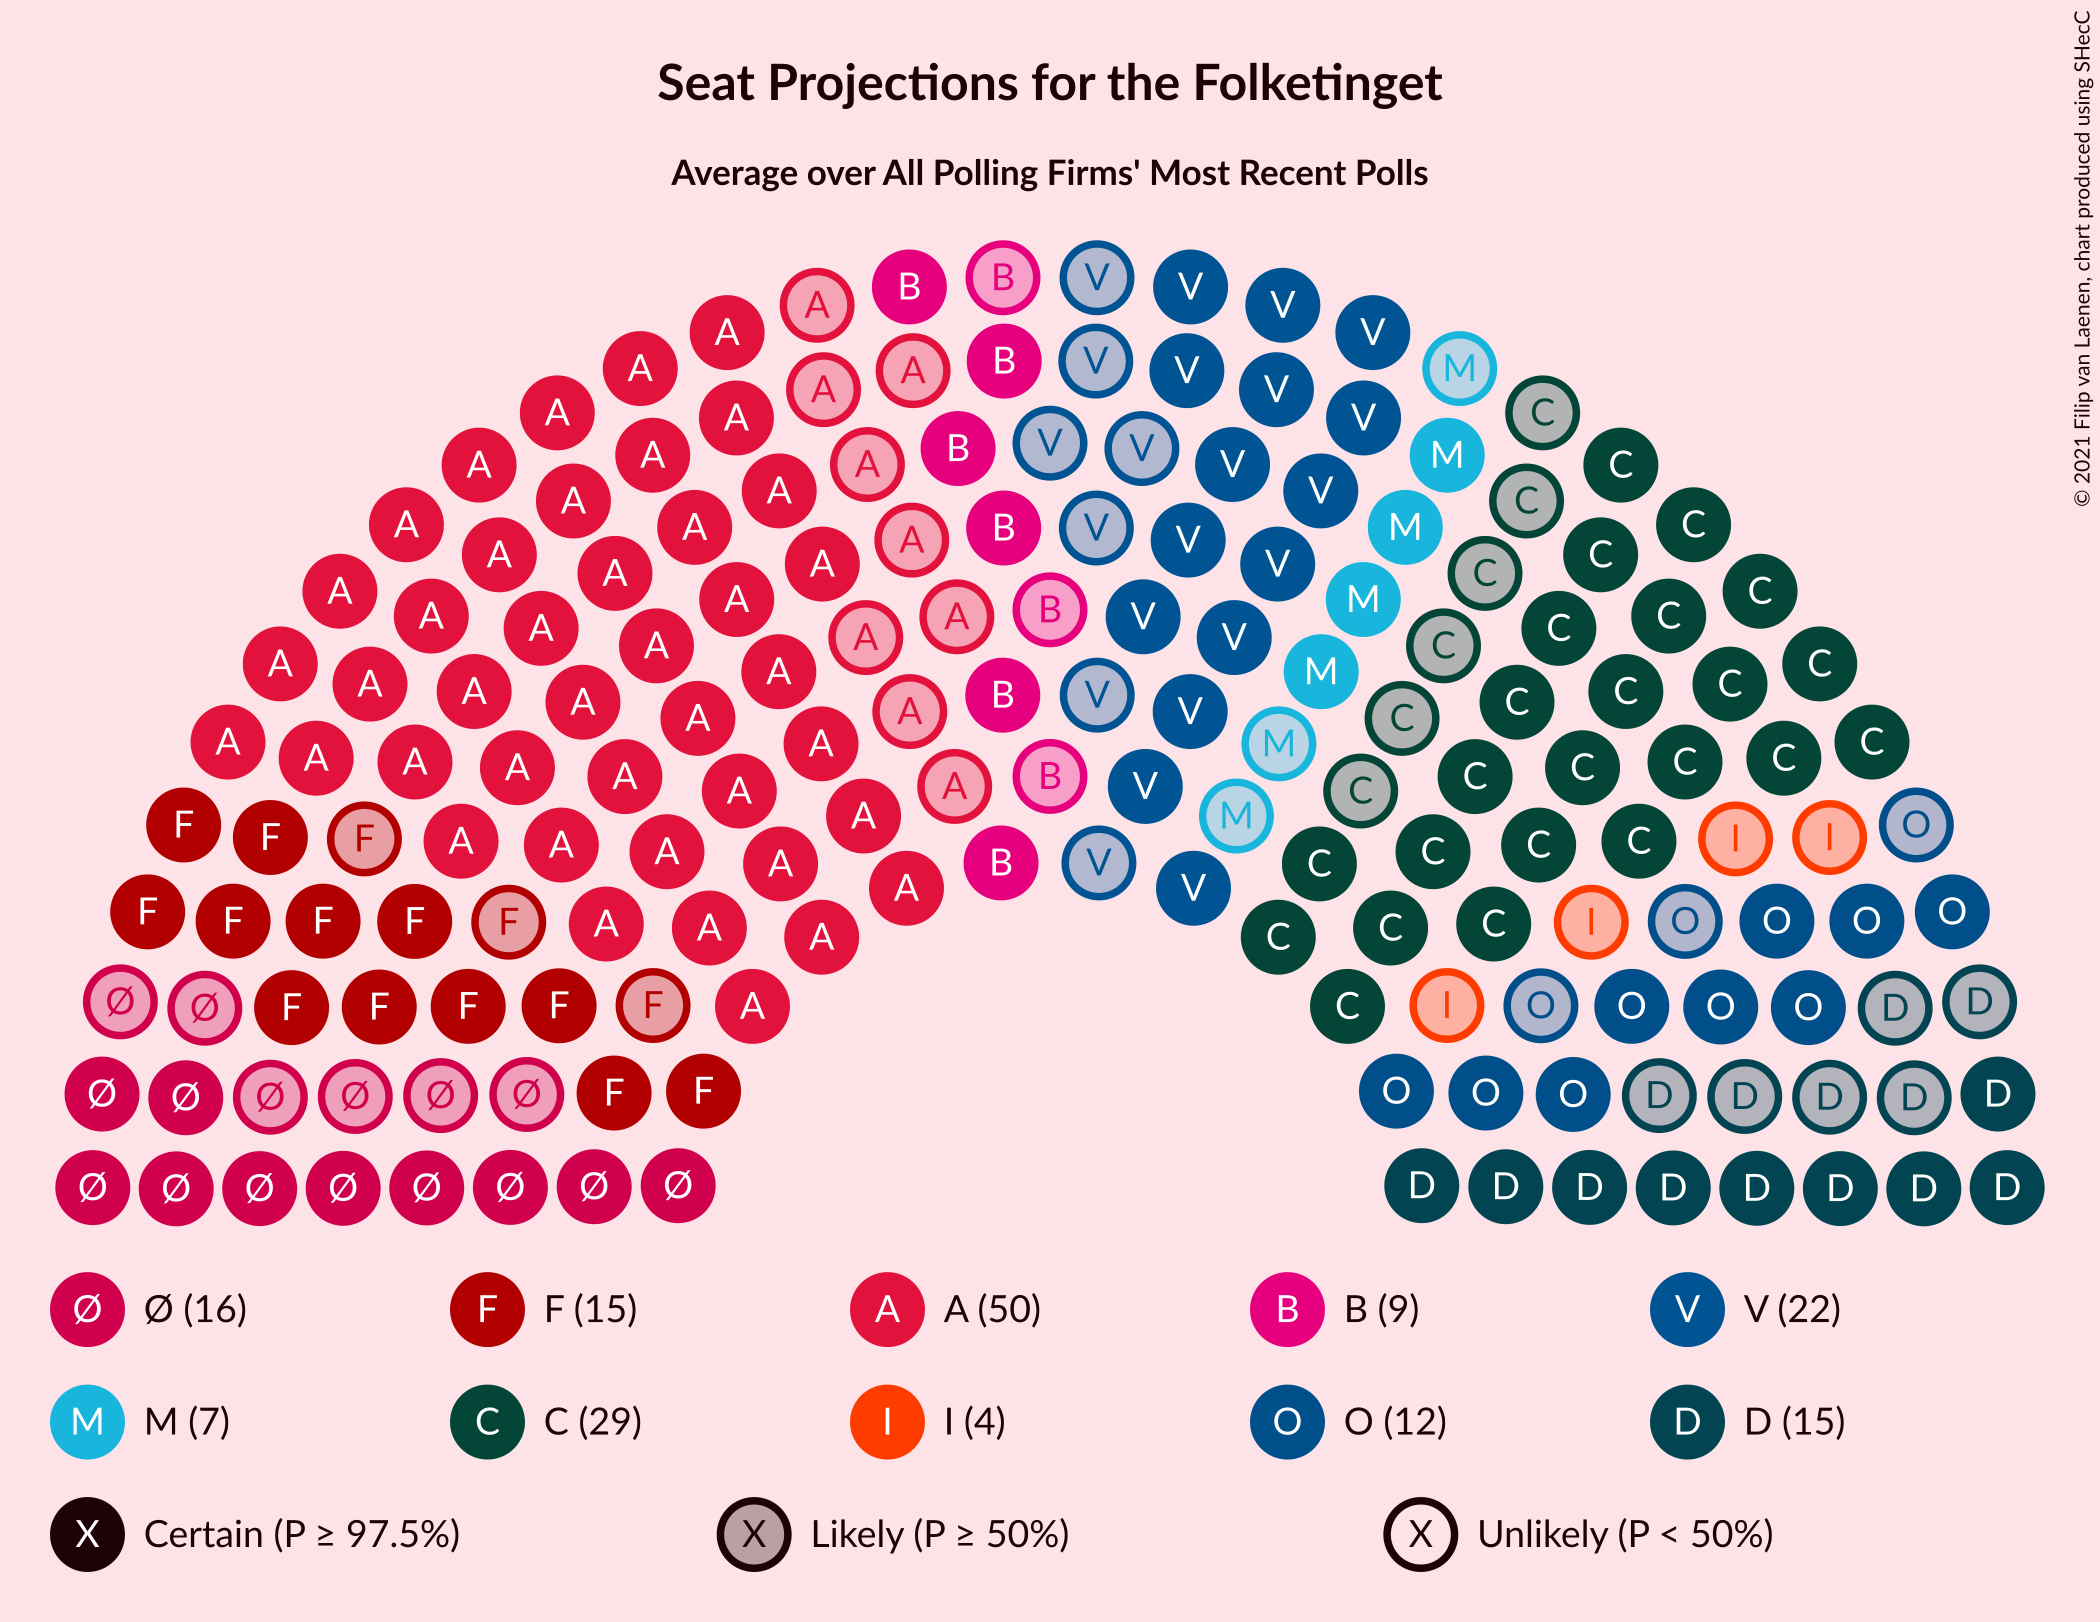 Seat Projections for the Folketinget
Average over All Polling Firms' Most Recent Polls
© 2021 Filip van Laenen, chart produced using SHecC
A B B V V V
A V
A A B V V M
A V
A A V C
A A A B V V V M C
A A V C
A A A B V V M C
A A A V C C
A A A A B V M C C
A A A V C C
A A A A A B V M C C C C
A A V C
A A A A A M C C C C
A A A B V C C
F F F A A A A A B V M C C C C I I O
F F F F F A A A A V C C C I O O O O
Ø Ø F F F F F A C I O O O O D D
Ø Ø Ø Ø Ø Ø F F O O O D D D D D
Ø Ø Ø Ø Ø Ø Ø Ø D D D D D D D D
Ø Ø (16) F F (15) A A (50) B B (9) V V (22)
M M (7) C C (29) I I (4) O O (12) D D (15)
X Certain (P ≥ 97.5%) X Likely (P ≥ 50%) X Unlikely (P < 50%)